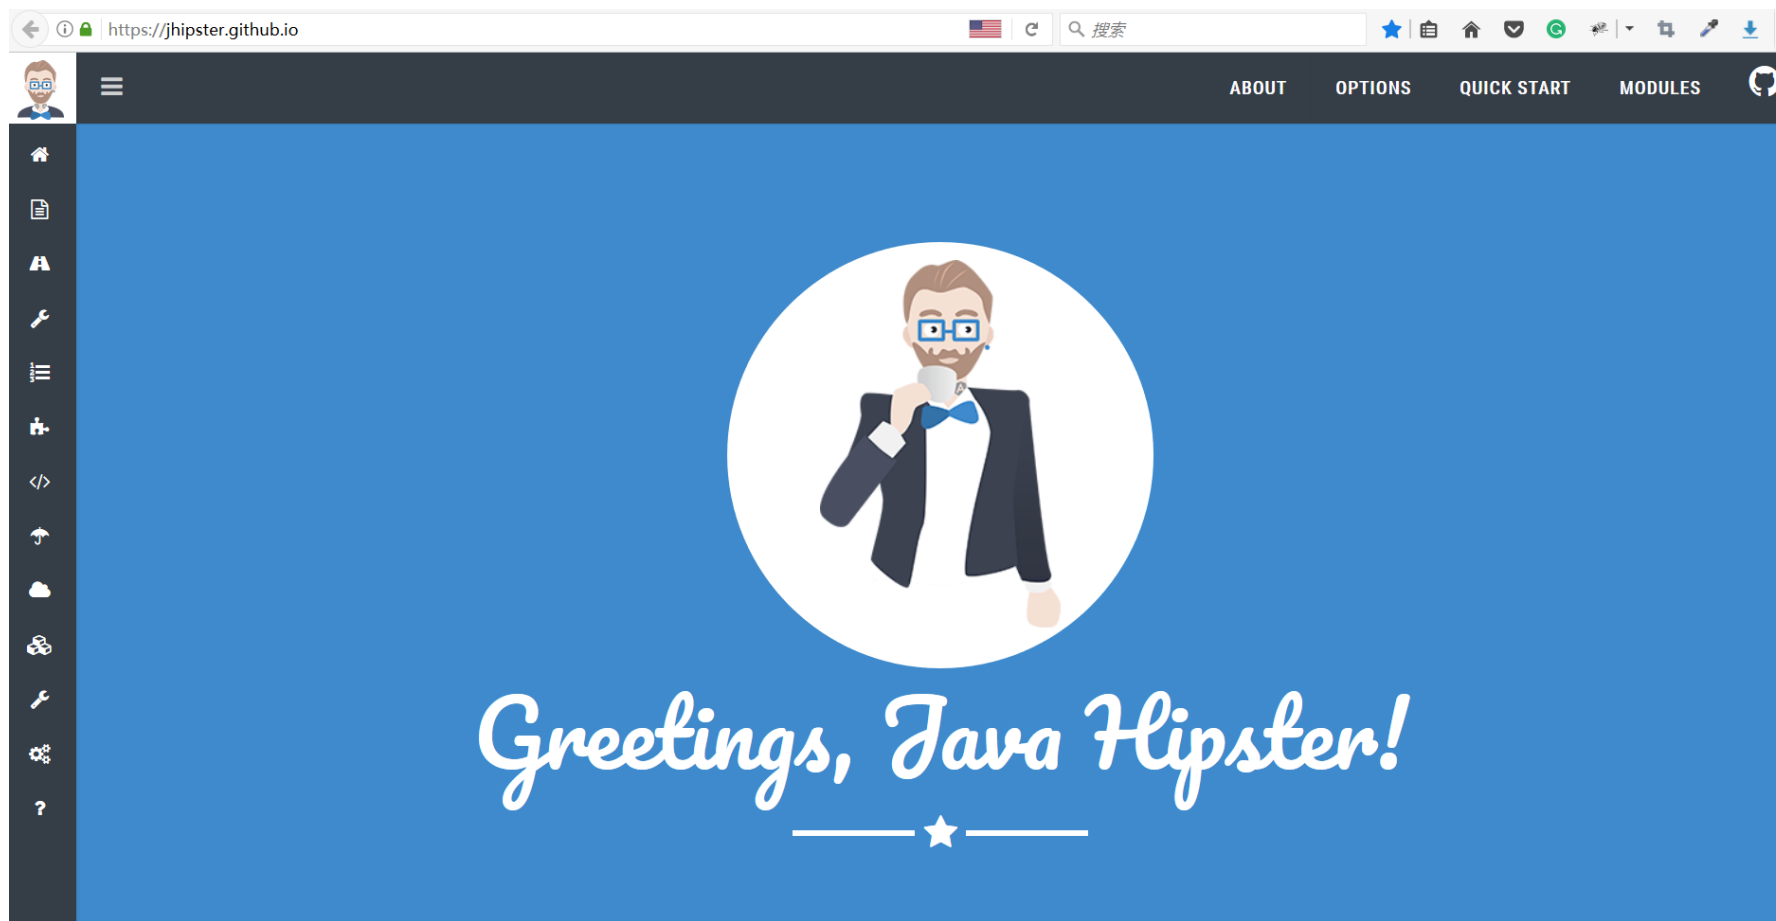 https://jhipster.github.io
搜索
ABOUT OPTIONS QUICK START MODULES
Greetings, Java Hipster!